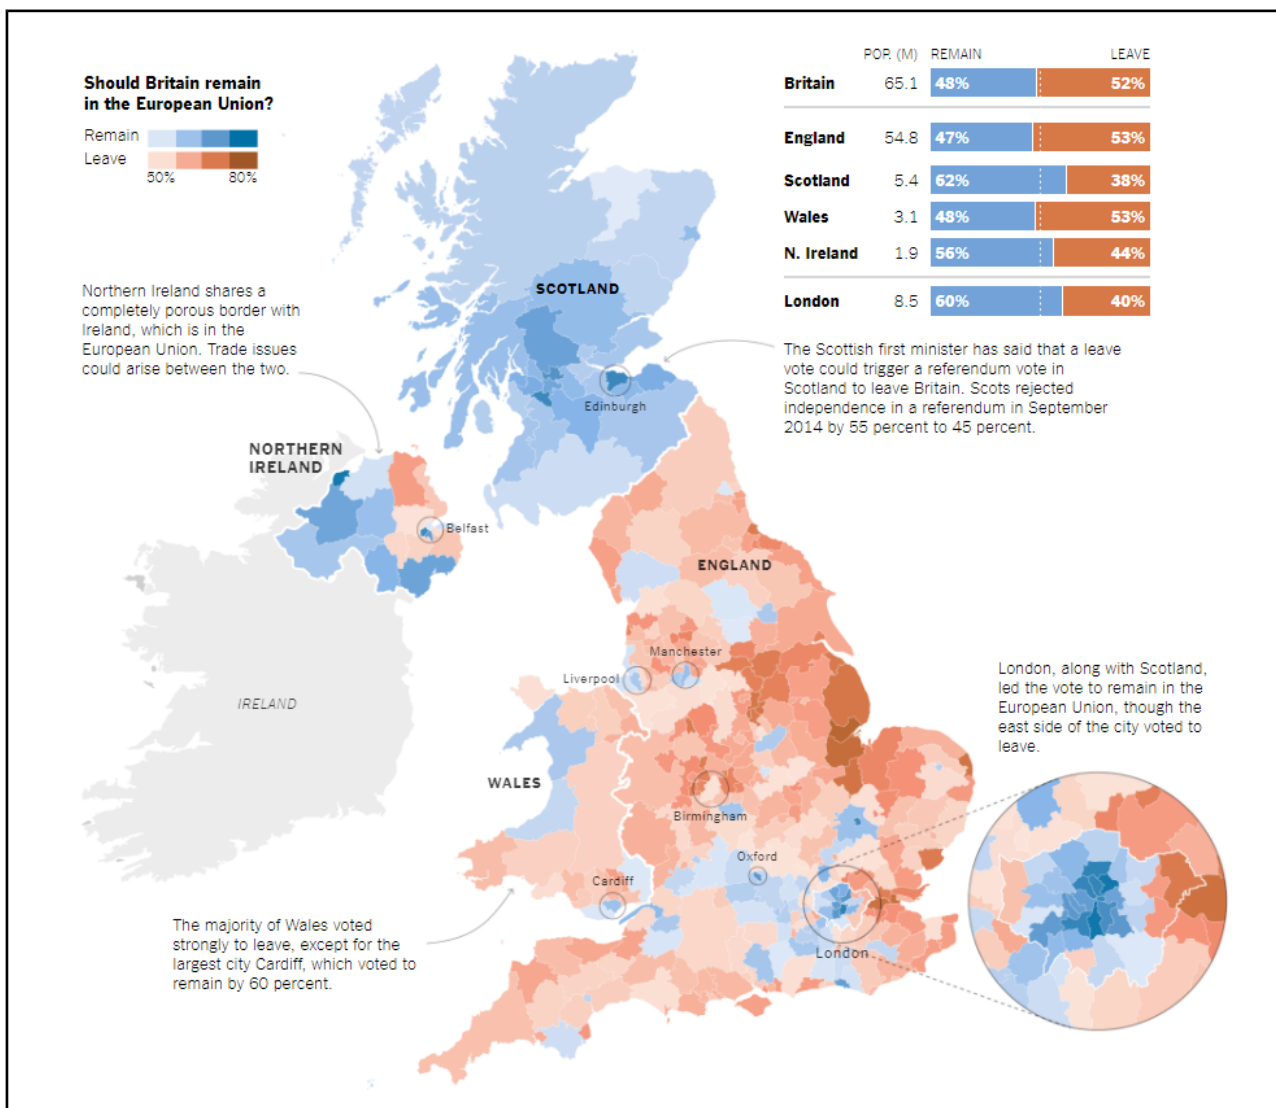 Should Britain remain
in the European Union?
Remain
Leave
50% 80%
POP. (M) REMAIN LEAVE
Britain 65.1 48% 52%
England 54.8 47% 53%
Scotland 5.4 62% 38%
Wales 3.1 48% 53%
N. Ireland 1.9 56% 44%
London 8.5 60% 40%
Northern Ireland shares a
completely porous border with
Ireland, which is in the
European Union. Trade issues
could arise between the two.
SCOTLAND
The Scottish first minister has said that a leave
vote could trigger a referendum vote in
Scotland to leave Britain. Scots rejected
independence in a referendum in September
2014 by 55 percent to 45 percent.
Edinburgh
NORTHERN
IRELAND
Belfast
ENGLAND
Manchester
Liverpool
IRELAND
London, along with Scotland,
led the vote to remain in the
European Union, though the
east side of the city voted to
leave.
WALES
Birmingham
Oxford
Cardiff
London
The majority of Wales voted
strongly to leave, except for the
largest city Cardiff, which voted to
remain by 60 percent.